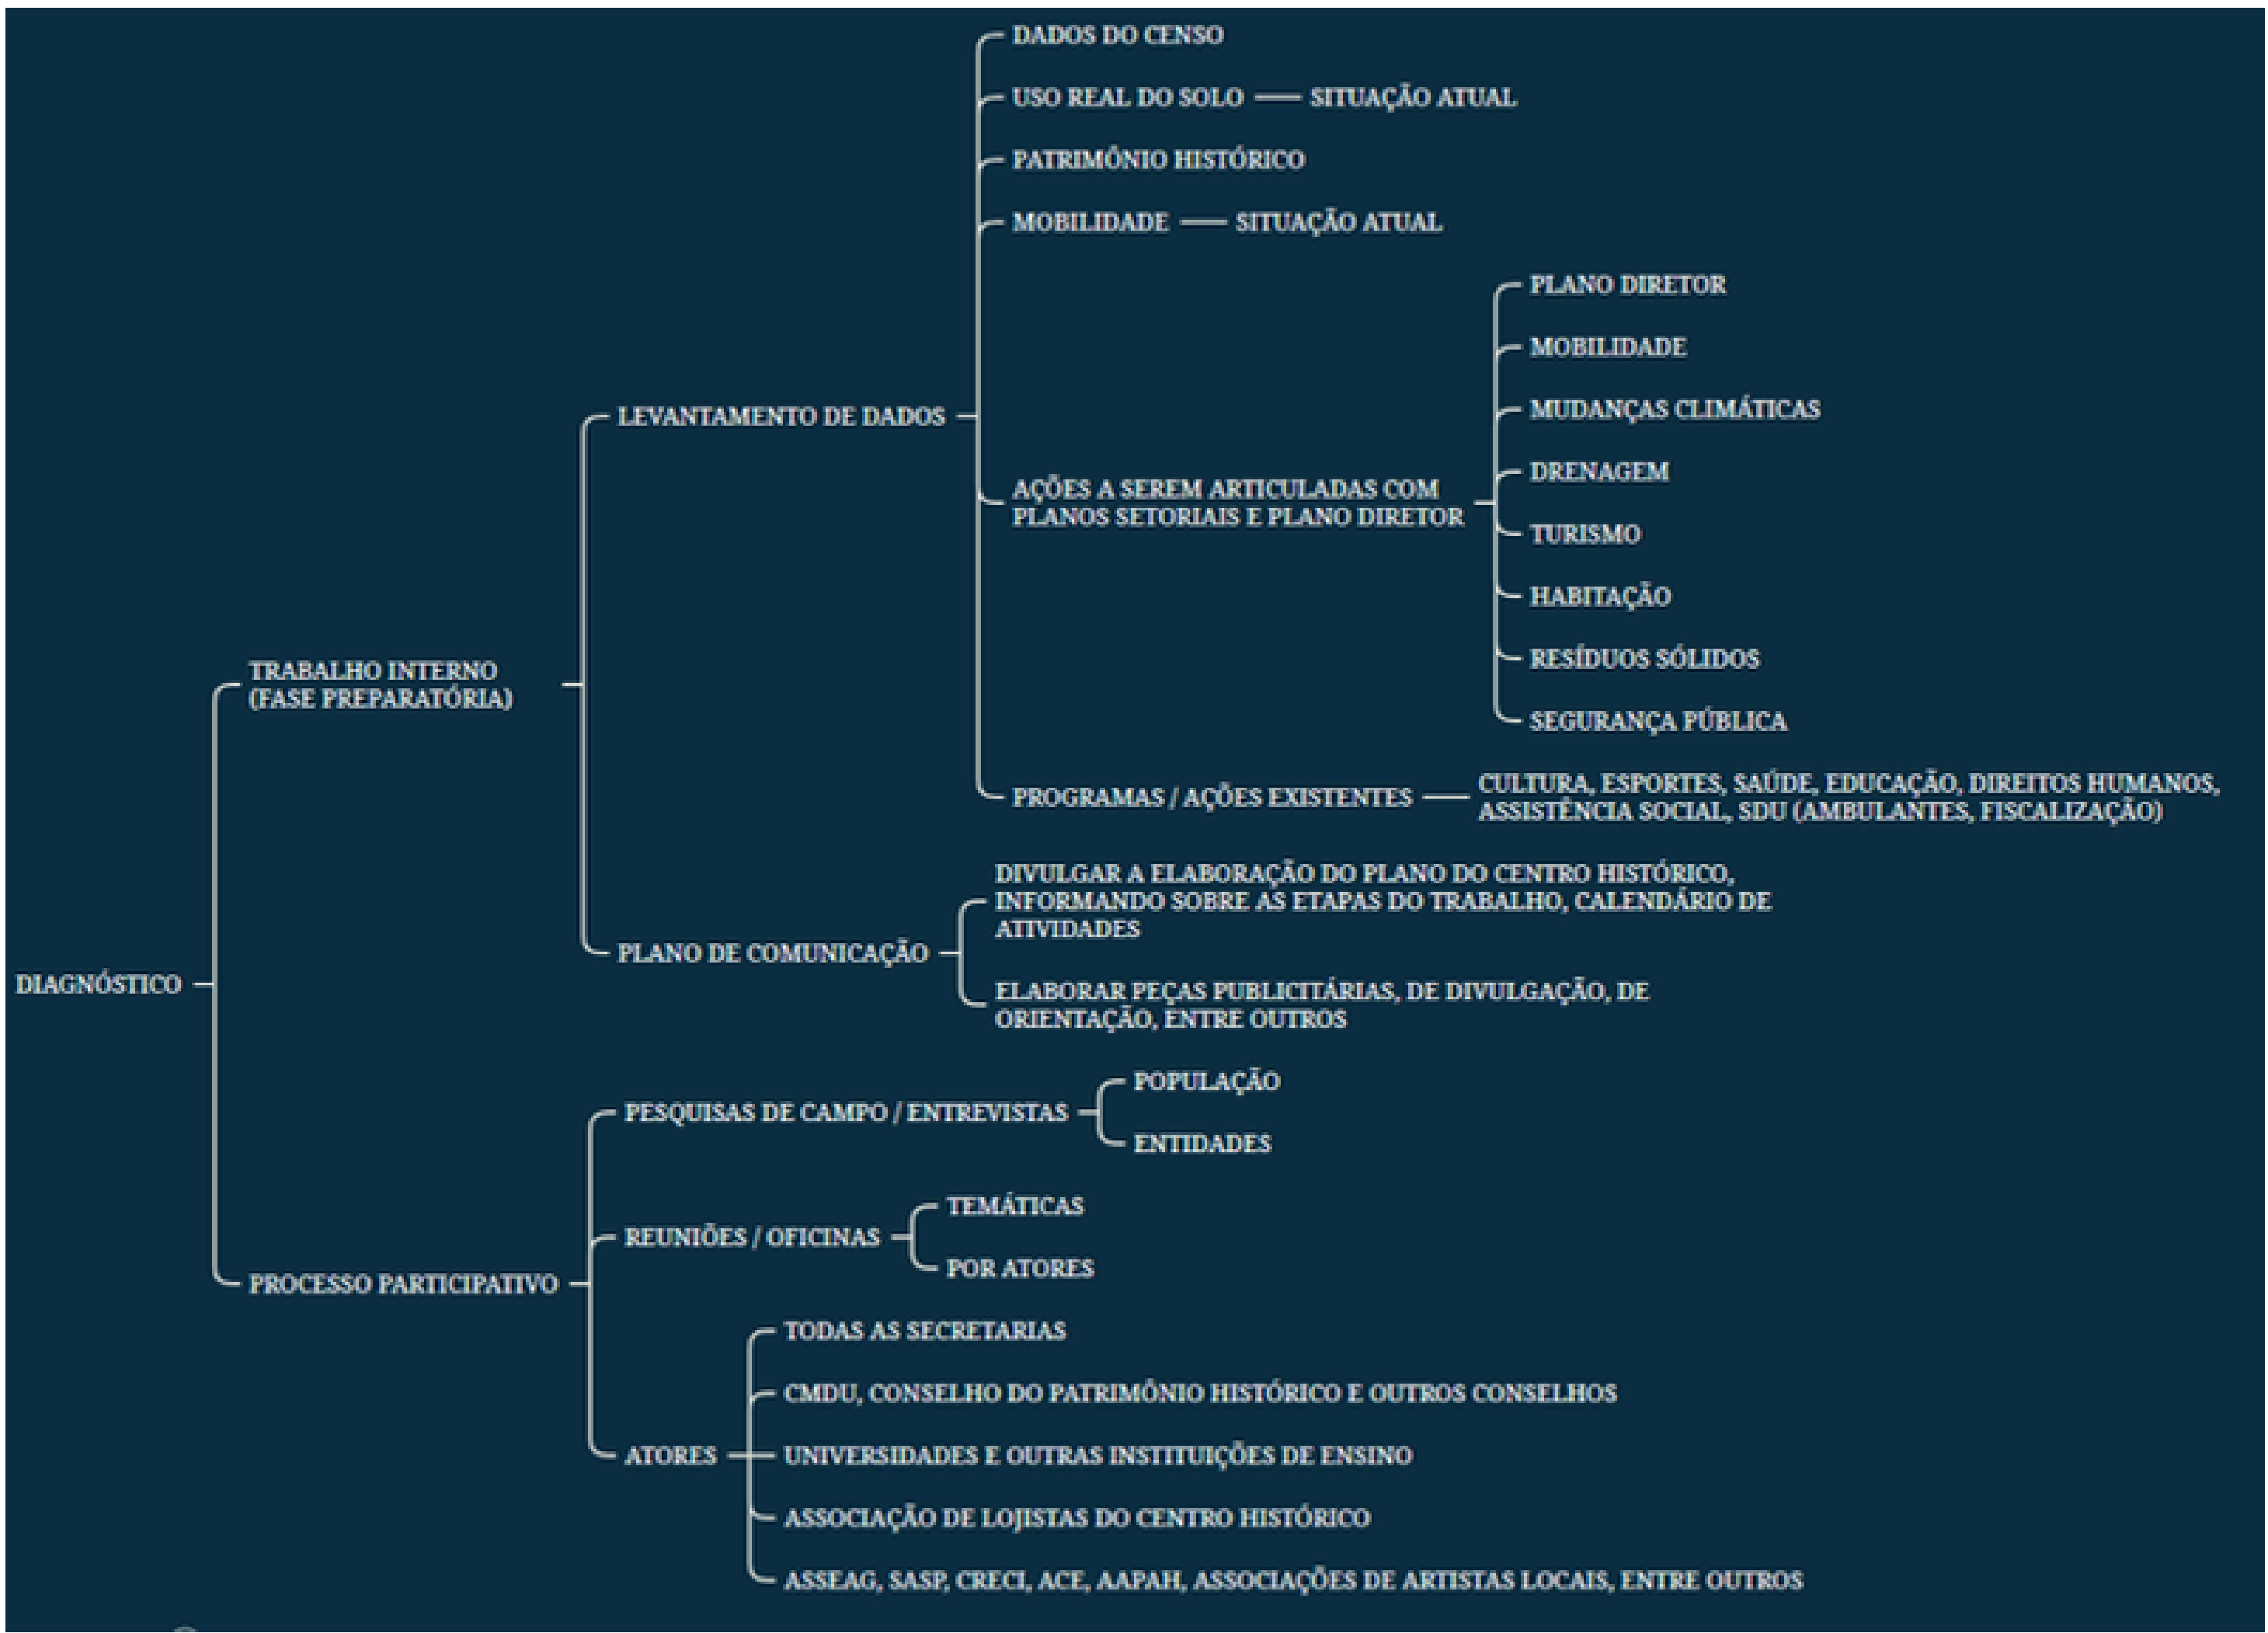 DIAGNÓSTICO
TRABALHO INTERNO
(FASE PREPARATÓRIA)
LEVANTAMENTO DE DADOS
DADOS DO CENSO
USO REAL DO SOLO
SITUAÇÃO ATUAL
PATRIMÔNIO HISTÓRICO
MOBILIDADE
SITUAÇÃO ATUAL
AÇÕES A SEREM ARTICULADAS COM
PLANOS SETORIAIS E PLANO DIRETOR
PLANO DIRETOR
MOBILIDADE
MUDANÇAS CLIMÁTICAS
DRENAGEM
TURISMO
HABITAÇÃO
RESÍDUOS SÓLIDOS
SEGURANÇA PÚBLICA
PROGRAMAS / AÇÕES EXISTENTES
CULTURA, ESPORTES, SAÚDE, EDUCAÇÃO, DIREITOS HUMANOS,
ASSISTÊNCIA SOCIAL, SDU (AMBULANTES, FISCALIZAÇÃO)
PLANO DE COMUNICAÇÃO
DIVULGAR A ELABORAÇÃO DO PLANO DO CENTRO HISTÓRICO,
INFORMANDO SOBRE AS ETAPAS DO TRABALHO, CALENDÁRIO DE
ATIVIDADES
ELABORAR PEÇAS PUBLICITÁRIAS, DE DIVULGAÇÃO, DE
ORIENTAÇÃO, ENTRE OUTROS
PROCESSO PARTICIPATIVO
PESQUISAS DE CAMPO / ENTREVISTAS
POPULAÇÃO
ENTIDADES
REUNIÕES / OFICINAS
TEMÁTICAS
POR ATORES
ATORES
TODAS AS SECRETARIAS
CMDU, CONSELHO DO PATRIMÔNIO HISTÓRICO E OUTROS CONSELHOS
UNIVERSIDADES E OUTRAS INSTITUIÇÕES DE ENSINO
ASSOCIAÇÃO DE LOJISTAS DO CENTRO HISTÓRICO
ASSEAG, SASP, CRECI, ACE, AAPAH, ASSOCIAÇÕES DE ARTISTAS LOCAIS, ENTRE OUTROS